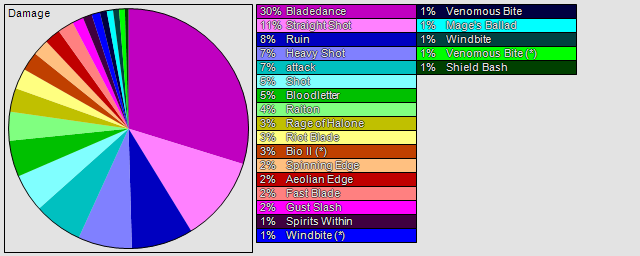 Damage
30% Bladedance
11% Straight Shot
8% Ruin
7% Heavy Shot
7% attack
5% Shot
5% Bloodletter
4% Raiton
3% Rage of Halone
3% Riot Blade
3% Bio II (*)
2% Spinning Edge
2% Aeolian Edge
2% Fast Blade
2% Gust Slash
1% Spirits Within
1% Windbite (*)
1% Venomous Bite
1% Mage's Ballad
1% Windbite
1% Venomous Bite (*)
1% Shield Bash